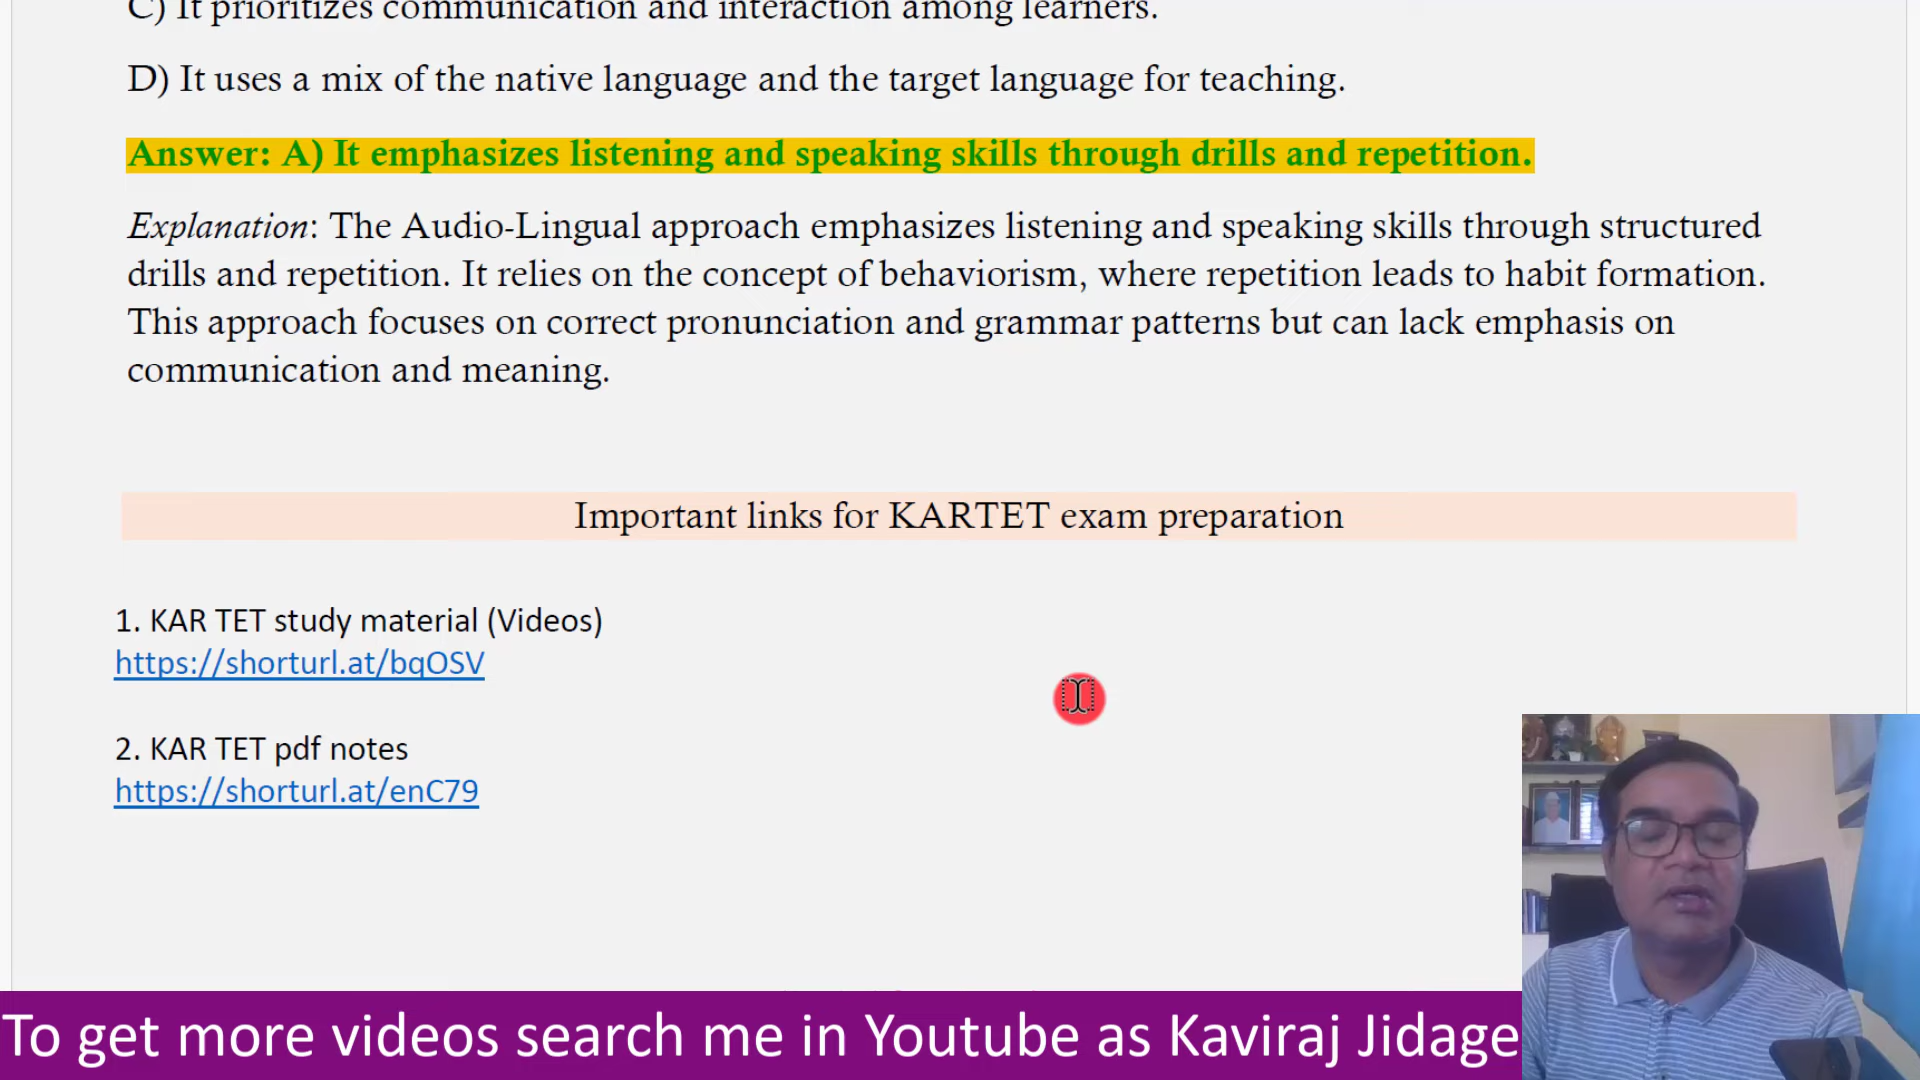 C) It prioritizes communication and interaction among learners.
D) It uses a mix of the native language and the target language for teaching.
Answer: A) It emphasizes listening and speaking skills through drills and repetition.
Explanation: The Audio-Lingual approach emphasizes listening and speaking skills through structured
drills and repetition. It relies on the concept of behaviorism, where repetition leads to habit formation.
This approach focuses on correct pronunciation and grammar patterns but can lack emphasis on
communication and meaning.
Important links for KARTET exam preparation
1. KAR TET study material (Videos)
https://shorturl.at/bqOSV
2. KAR TET pdf notes
https://shorturl.at/enC79
To get more videos search me in Youtube as Kaviraj Jidage